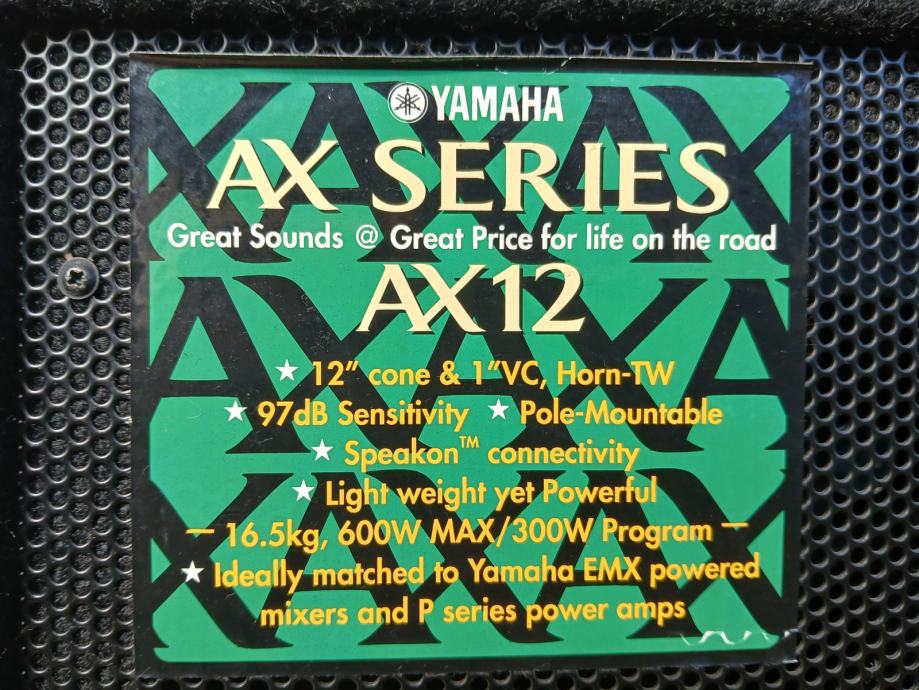 YAMAHA
AX SERIES
Great Sounds @ Great Price for life on the road
AX12
★ 12" cone & 1"VC, Horn-TW
★ 97dB Sensitivity ★ Pole-Mountable
★ Speakon™ connectivity
★ Light weight yet Powerful
— 16.5kg, 600W MAX/300W Program —
★ Ideally matched to Yamaha EMX powered
mixers and P series power amps